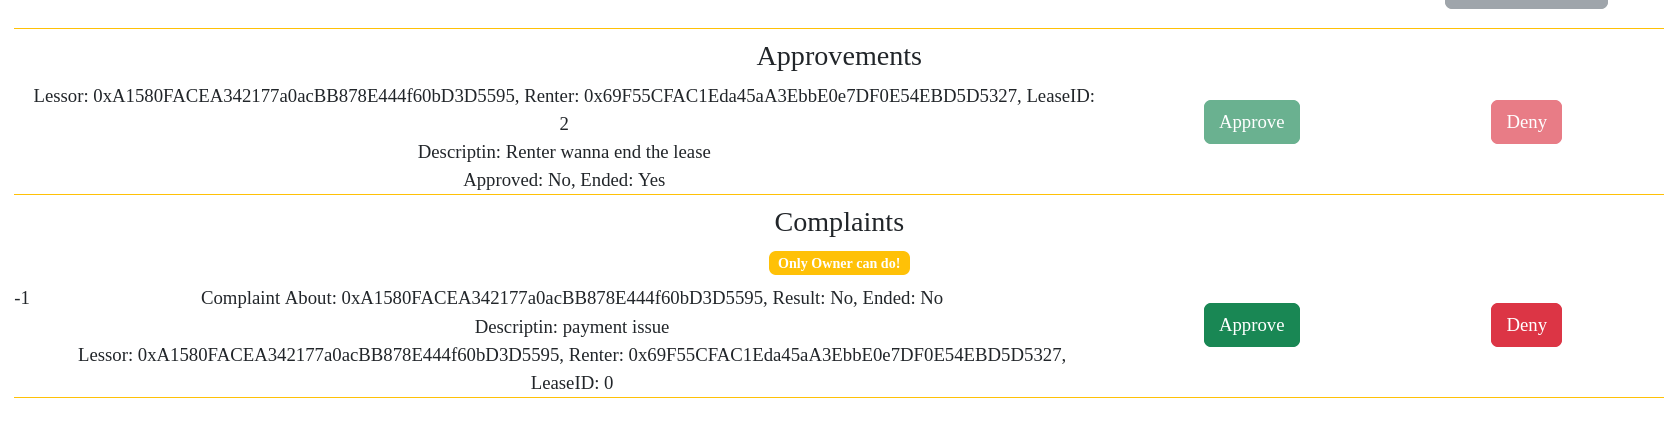 Approvements
Lessor: 0xA1580FACEA342177a0acBB878E444f60bD3D5595, Renter: 0x69F55CFAC1Eda45aA3EbbE0e7DF0E54EBD5D5327, LeaseID:
2
Descriptin: Renter wanna end the lease
Approved: No, Ended: Yes
Approve
Deny
Complaints
Only Owner can do!
-1
Complaint About: 0xA1580FACEA342177a0acBB878E444f60bD3D5595, Result: No, Ended: No
Descriptin: payment issue
Lessor: 0xA1580FACEA342177a0acBB878E444f60bD3D5595, Renter: 0x69F55CFAC1Eda45aA3EbbE0e7DF0E54EBD5D5327,
LeaseID: 0
Approve
Deny